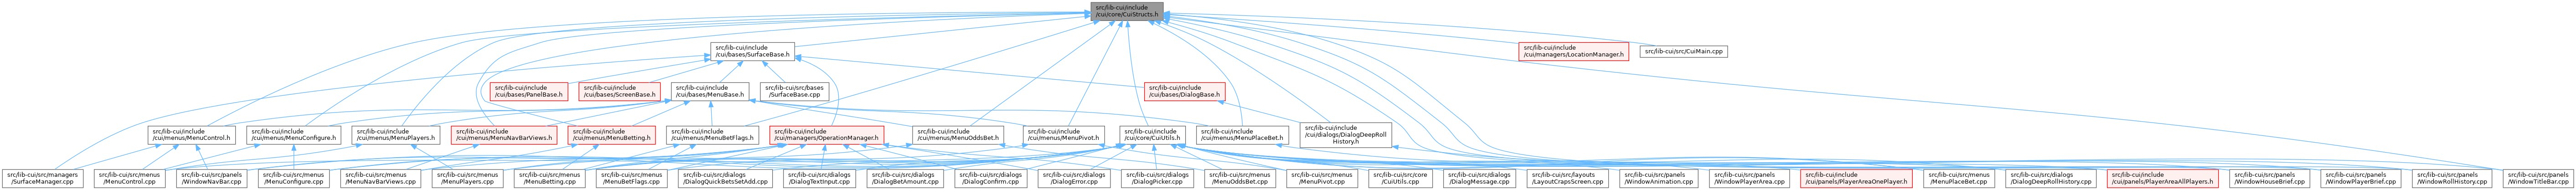 src/lib-cui/include
/cui/core/CuiStructs.h
src/lib-cui/include
/cui/bases/SurfaceBase.h
src/lib-cui/include
/cui/managers/LocationManager.h
src/lib-cui/src/CuiMain.cpp
src/lib-cui/include
/cui/bases/PanelBase.h
src/lib-cui/include
/cui/bases/ScreenBase.h
src/lib-cui/include
/cui/bases/MenuBase.h
src/lib-cui/src/bases
/SurfaceBase.cpp
src/lib-cui/include
/cui/bases/DialogBase.h
src/lib-cui/include
/cui/menus/MenuControl.h
src/lib-cui/include
/cui/menus/MenuConfigure.h
src/lib-cui/include
/cui/menus/MenuPlayers.h
src/lib-cui/include
/cui/menus/MenuNavBarViews.h
src/lib-cui/include
/cui/menus/MenuBetting.h
src/lib-cui/include
/cui/menus/MenuBetFlags.h
src/lib-cui/include
/cui/managers/OperationManager.h
src/lib-cui/include
/cui/menus/MenuOddsBet.h
src/lib-cui/include
/cui/menus/MenuPivot.h
src/lib-cui/include
/cui/core/CuiUtils.h
src/lib-cui/include
/cui/menus/MenuPlaceBet.h
src/lib-cui/include
/cui/dialogs/DialogDeepRoll
History.h
src/lib-cui/src/managers
/SurfaceManager.cpp
src/lib-cui/src/menus
/MenuControl.cpp
src/lib-cui/src/panels
/WindowNavBar.cpp
src/lib-cui/src/menus
/MenuConfigure.cpp
src/lib-cui/src/menus
/MenuNavBarViews.cpp
src/lib-cui/src/menus
/MenuPlayers.cpp
src/lib-cui/src/menus
/MenuBetting.cpp
src/lib-cui/src/menus
/MenuBetFlags.cpp
src/lib-cui/src/dialogs
/DialogQuickBetsSetAdd.cpp
src/lib-cui/src/dialogs
/DialogTextInput.cpp
src/lib-cui/src/dialogs
/DialogBetAmount.cpp
src/lib-cui/src/dialogs
/DialogConfirm.cpp
src/lib-cui/src/dialogs
/DialogError.cpp
src/lib-cui/src/dialogs
/DialogPicker.cpp
src/lib-cui/src/menus
/MenuOddsBet.cpp
src/lib-cui/src/menus
/MenuPivot.cpp
src/lib-cui/src/core
/CuiUtils.cpp
src/lib-cui/src/dialogs
/DialogMessage.cpp
src/lib-cui/src/layouts
/LayoutCrapsScreen.cpp
src/lib-cui/src/panels
/WindowAnimation.cpp
src/lib-cui/src/panels
/WindowPlayerArea.cpp
src/lib-cui/include
/cui/panels/PlayerAreaOnePlayer.h
src/lib-cui/src/menus
/MenuPlaceBet.cpp
src/lib-cui/src/dialogs
/DialogDeepRollHistory.cpp
src/lib-cui/include
/cui/panels/PlayerAreaAllPlayers.h
src/lib-cui/src/panels
/WindowHouseBrief.cpp
src/lib-cui/src/panels
/WindowPlayerBrief.cpp
src/lib-cui/src/panels
/WindowRollHistory.cpp
src/lib-cui/src/panels
/WindowTitleBar.cpp